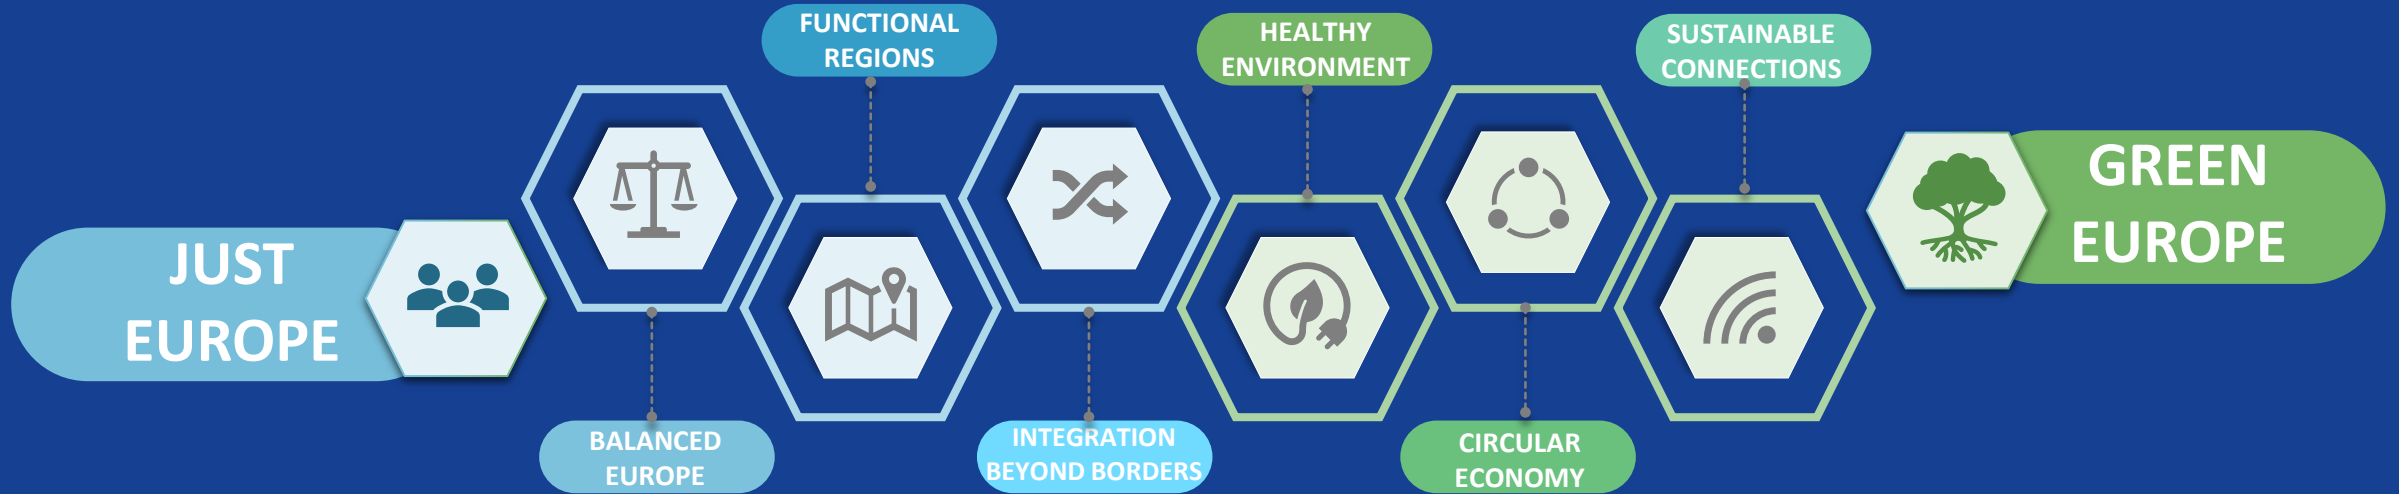 JUST
EUROPE
BALANCED
EUROPE
FUNCTIONAL
REGIONS
INTEGRATION
BEYOND BORDERS
HEALTHY
ENVIRONMENT
CIRCULAR
ECONOMY
SUSTAINABLE
CONNECTIONS
GREEN
EUROPE